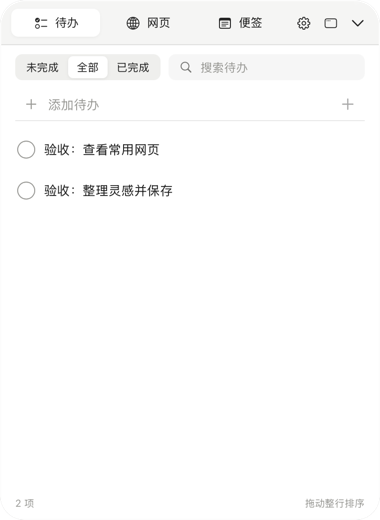 待办 网页 便签
未完成 全部 已完成 搜索待办
添加待办
验收：查看常用网页
验收：整理灵感并保存
2 项 拖动整行排序